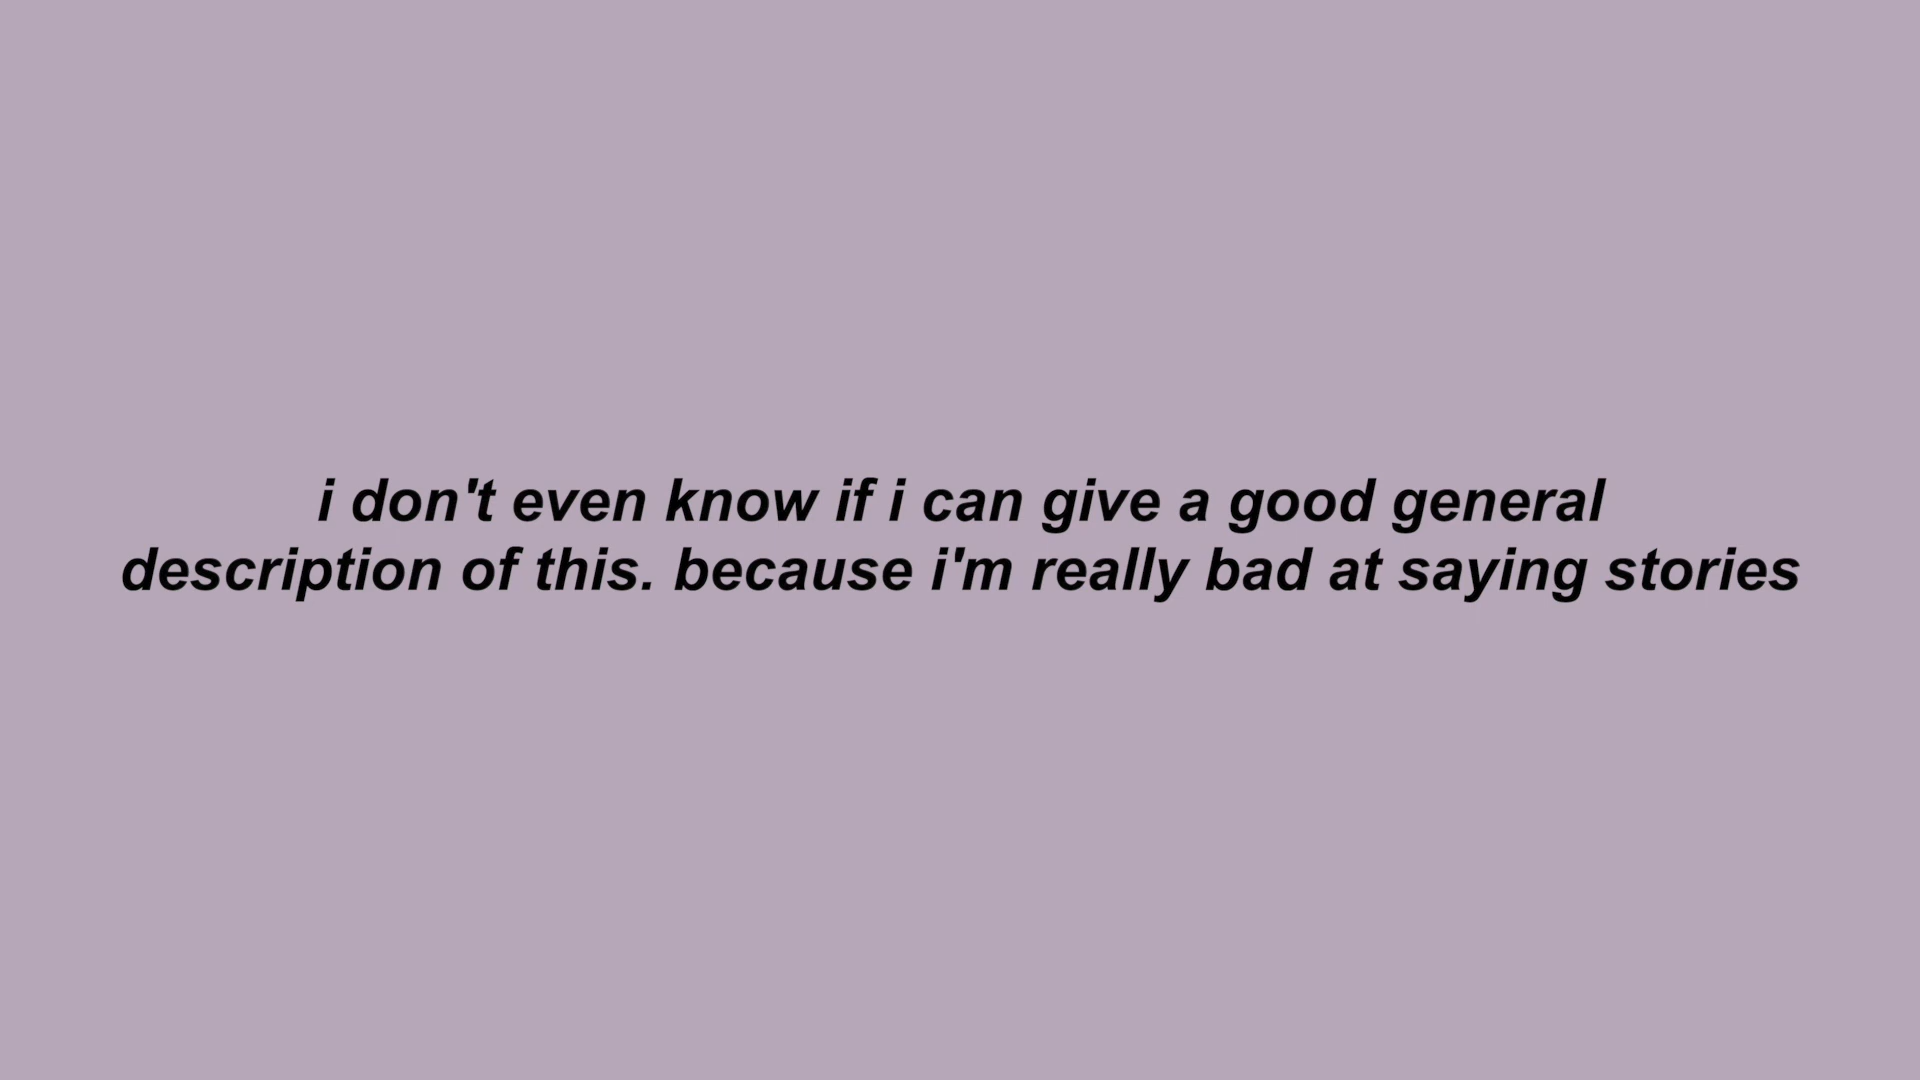 i don't even know if i can give a good general
description of this. because i'm really bad at saying stories